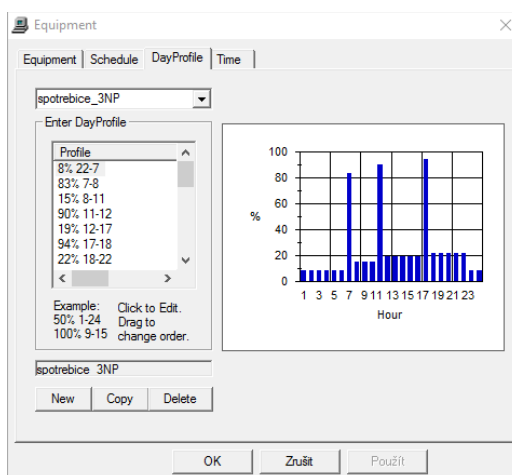 Equipment
Equipment Schedule DayProfile Time
spotrebice_3NP
Enter DayProfile
Profile
8% 22-7
83% 7-8
15% 8-11
90% 11-12
19% 12-17
94% 17-18
22% 18-22
Example: Click to Edit.
50% 1-24 Drag to
100% 9-15 change order.
spotrebice_3NP
New Copy Delete
100
80
60
%
40
20
0
1 3 5 7 9 11 13 15 17 19 21 23
Hour
OK Zrušit Použít